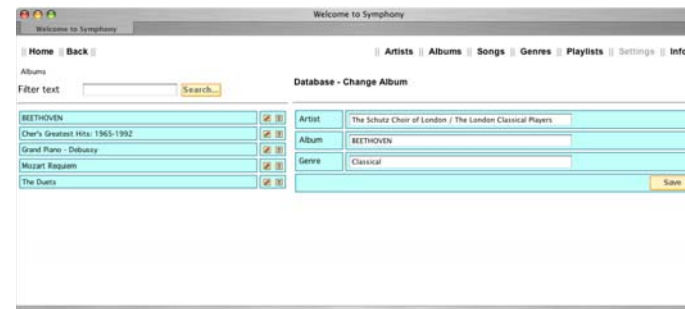 Welcome to Symphony
Welcome to Symphony
|| Home || Back ||
|| Artists || Albums || Songs || Genres || Playlists || Settings || Info
Albums
Filter text Search...
Database - Change Album
BEETHOVEN
Cher's Greatest Hits: 1965-1992
Grand Piano - Debussy
Mozart Requiem
The Duets
Artist The Schutz Choir of London / The London Classical Players
Album BEETHOVEN
Genre Classical
Save